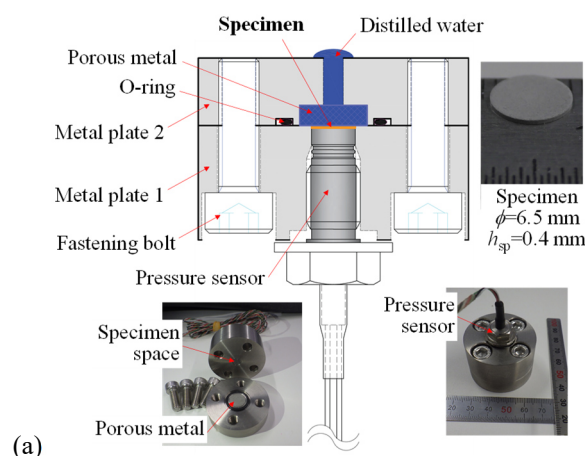 Specimen
Distilled water
Porous metal
O-ring
Metal plate 2
Metal plate 1
Fastening bolt
Pressure sensor
Specimen
ϕ=6.5 mm
hsp=0.4 mm
Specimen
space
Porous metal
Pressure
sensor
(a)